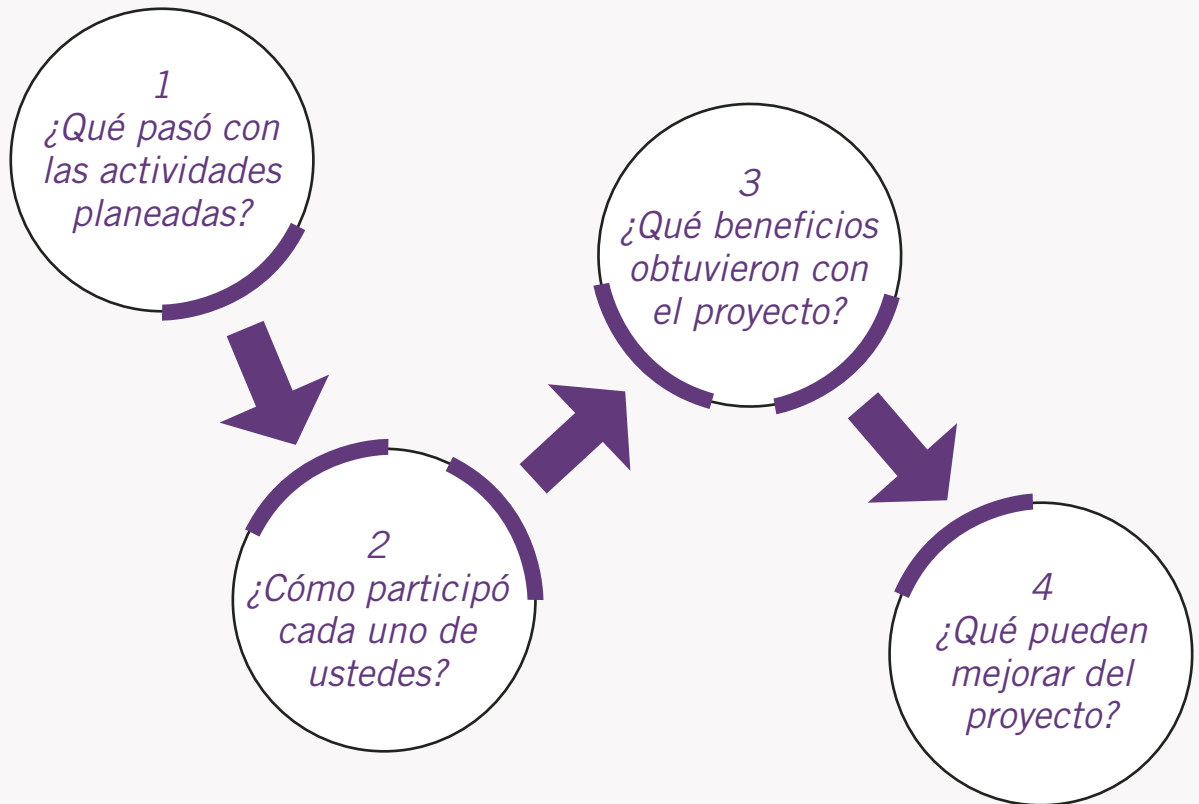 1
¿Qué pasó con
las actividades
planeadas?
2
¿Cómo participó
cada uno de
ustedes?
3
¿Qué beneficios
obtuvieron con
el proyecto?
4
¿Qué pueden
mejorar del
proyecto?